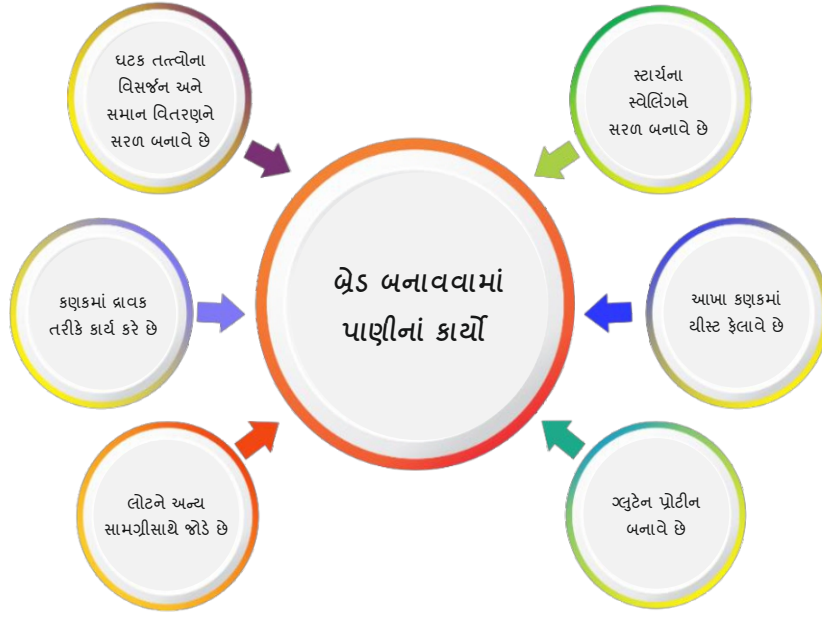 ઘટક તત્વોના
વિસર્જન અને
સમાન વિતરણને
સરળ બનાવે છે
સ્ટાર્ચના
સ્વેલિંગને
સરળ બનાવે છે
બ્રેડ બનાવવામાં
પાણીનાં કાર્યો
કણકમાં દ્રાવક
તરીકે કાર્ય કરે છે
આખા કણકમાં
યીસ્ટ ફેલાવે છે
લોટને અન્ય
સામગ્રીસાથે જોડે છે
ગ્લુટેન પ્રોટીન
બનાવે છે